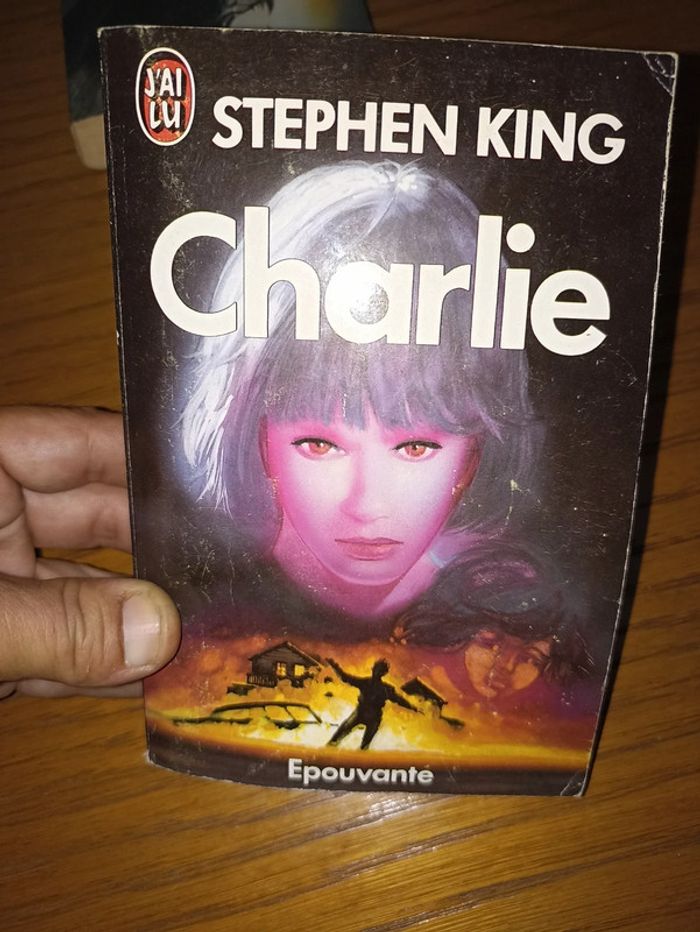 J'AI
LU
STEPHEN KING
Charlie
Epouvante